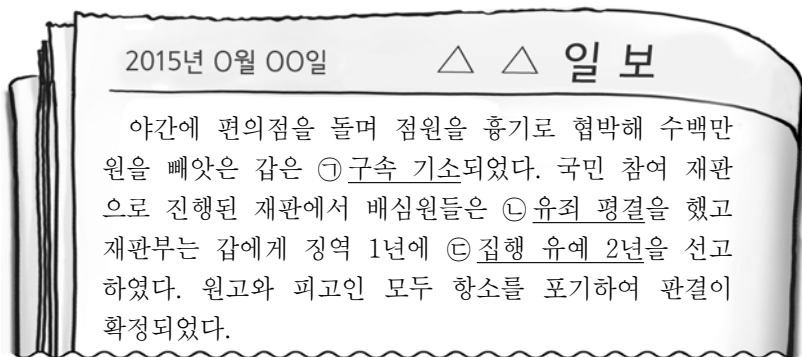 2015년 O월 OO일 △ △ 일 보
야간에 편의점을 돌며 점원을 흉기로 협박해 수백만
원을 빼앗은 갑은 ㉠구속 기소되었다. 국민 참여 재판
으로 진행된 재판에서 배심원들은 ㉡유죄 평결을 했고
재판부는 갑에게 징역 1년에 ㉢집행 유예 2년을 선고
하였다. 원고와 피고인 모두 항소를 포기하여 판결이
확정되었다.